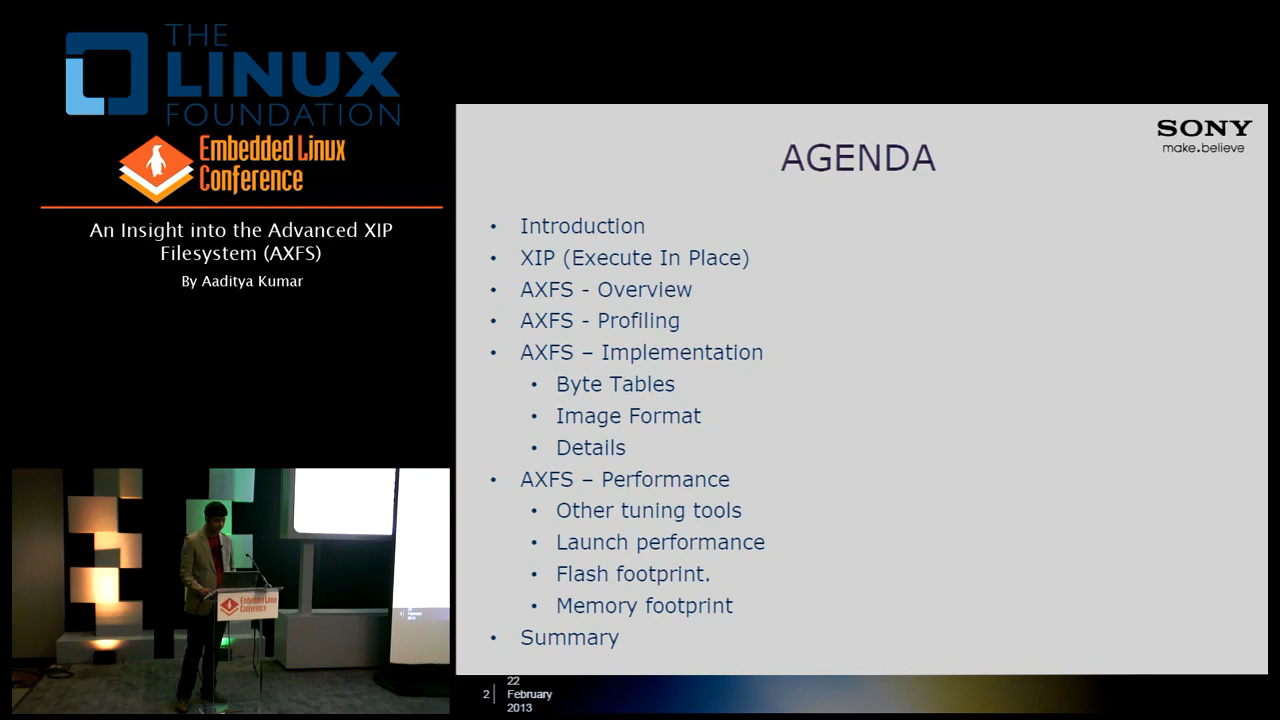 THE
LINUX
FOUNDATION
Embedded Linux
Conference
An Insight into the Advanced XIP
Filesystem (AXFS)
By Aaditya Kumar
SONY
make.believe
AGENDA
• Introduction
• XIP (Execute In Place)
• AXFS - Overview
• AXFS - Profiling
• AXFS – Implementation
• Byte Tables
• Image Format
• Details
• AXFS – Performance
• Other tuning tools
• Launch performance
• Flash footprint.
• Memory footprint
• Summary
2
22
February
2013
Embedded Linux
Conference